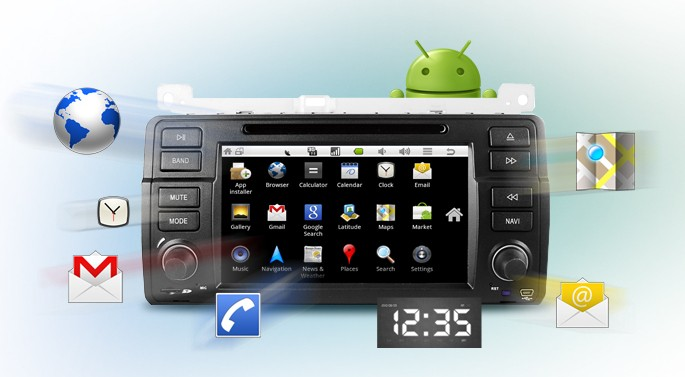 BAND
MUTE
MODE
NAVI
App
installer
Browser
Calculator
Calendar
Clock
Email
Gallery
Gmail
Google
Search
Latitude
Maps
Market
Music
Navigation
News &
Weather
Places
Search
Settings
12:35